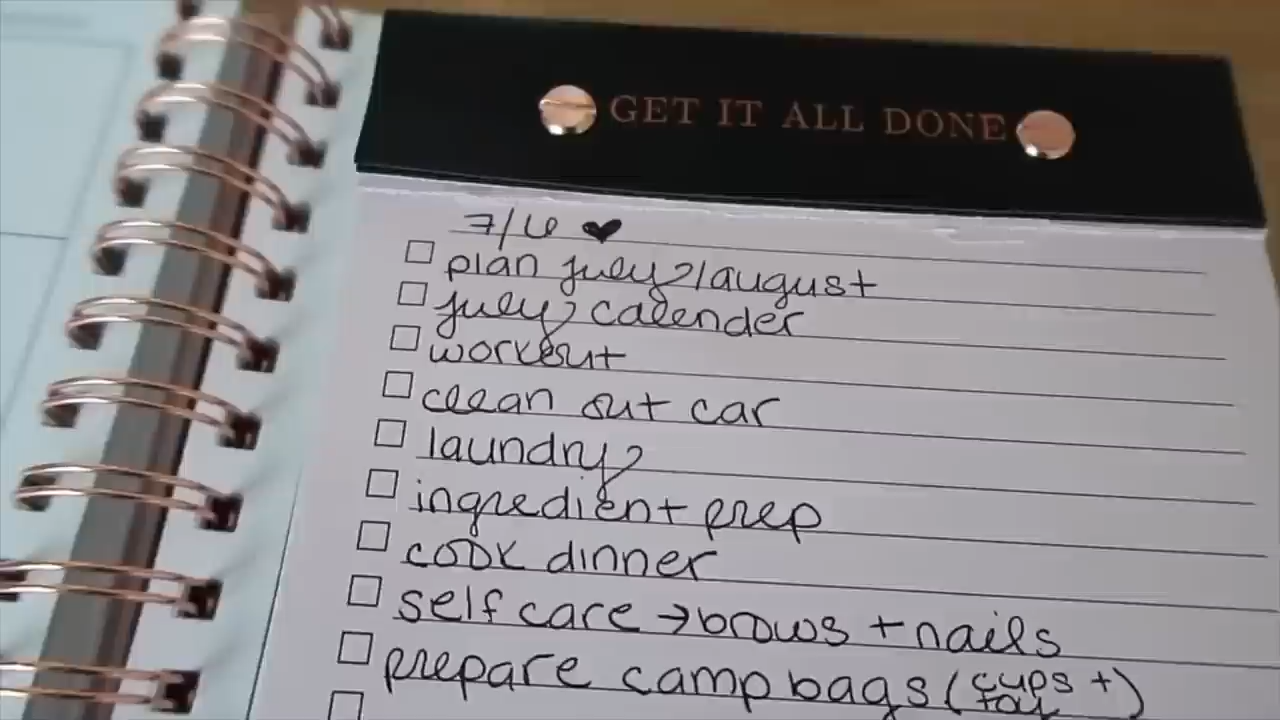 GET IT ALL DONE
7/6 ♥
plan july/august
july calender
workout
clean out car
laundry
ingredient prep
cook dinner
self care → brows + nails
prepare camp bags (cups +